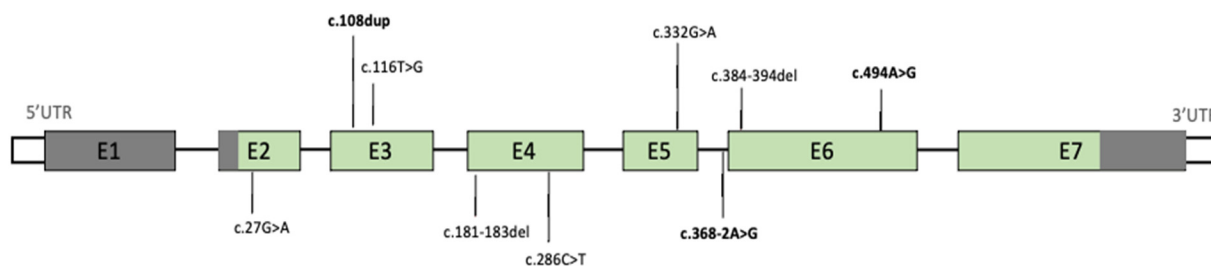 c.108dup
c.332G>A
c.116T>G
c.384-394del
c.494A>G
5'UTR
3'UT
E1
E2
E3
E4
E5
E6
E7
c.27G>A
c.181-183del
c.368-2A>G
c.286C>T